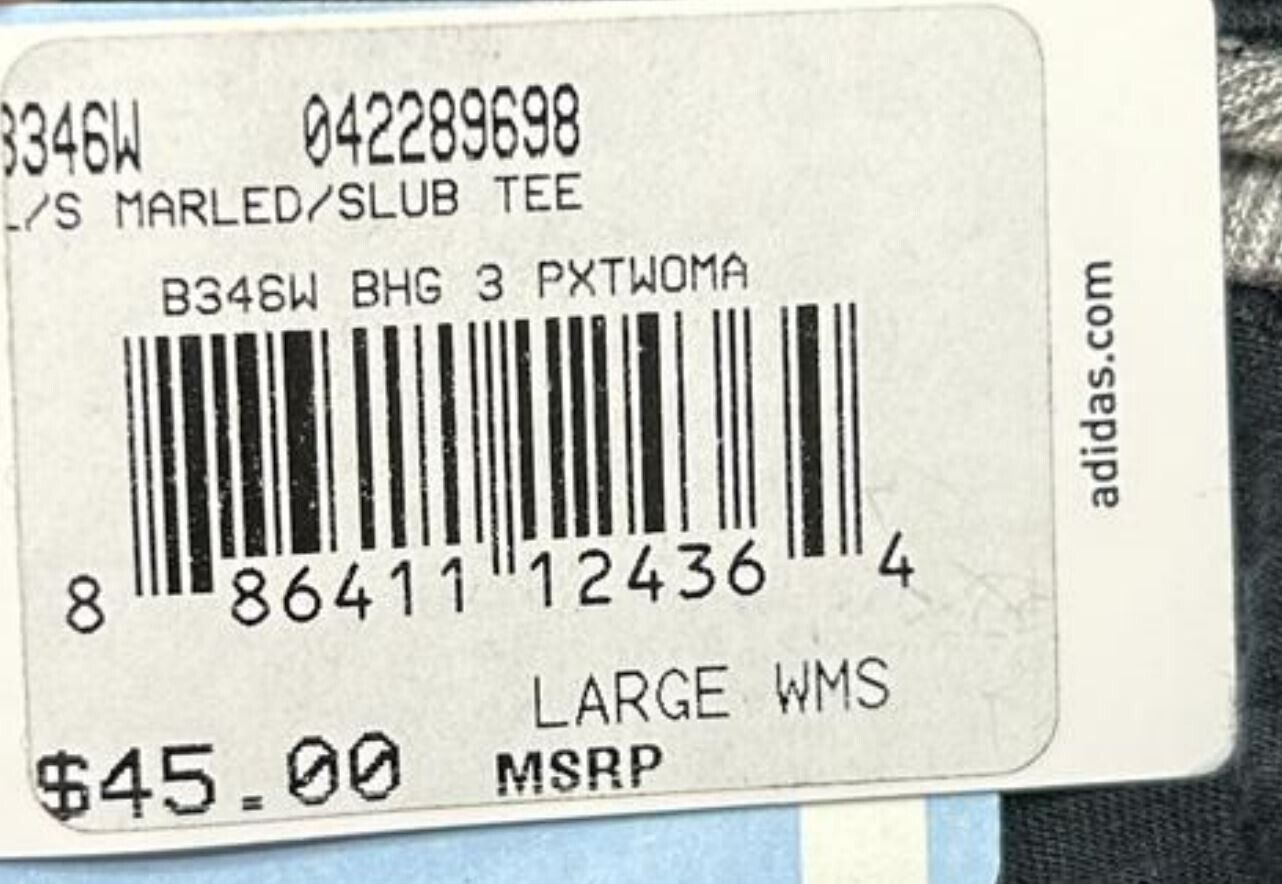 B346W 042289698
L/S MARLED/SLUB TEE
B346W BHG 3 PXTWOMA
8 86411 12436 4
LARGE WMS
$45.00 MSRP
adidas.com